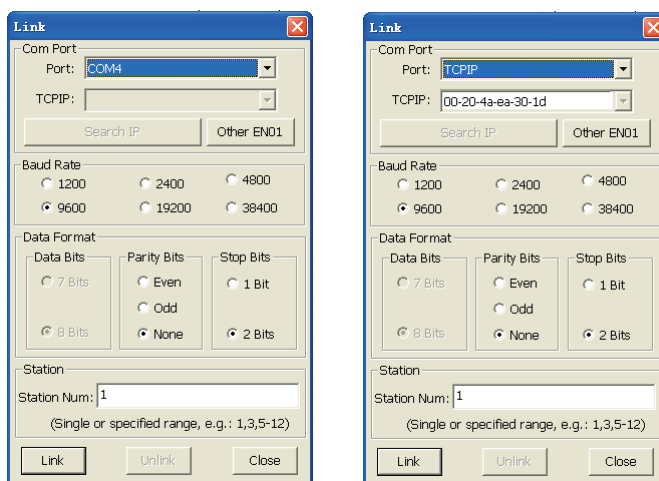 Link
Com Port
Port: COM4
TCPIP:
Search IP Other EN01
Baud Rate
1200 2400 4800
9600 19200 38400
Data Format
Data Bits Parity Bits Stop Bits
7 Bits Even 1 Bit
Odd
8 Bits None 2 Bits
Station
Station Num: 1
(Single or specified range, e.g.: 1,3,5-12)
Link Unlink Close
Link
Com Port
Port: TCPIP
TCPIP: 00-20-4a-ea-30-1d
Search IP Other EN01
Baud Rate
1200 2400 4800
9600 19200 38400
Data Format
Data Bits Parity Bits Stop Bits
7 Bits Even 1 Bit
Odd
8 Bits None 2 Bits
Station
Station Num: 1
(Single or specified range, e.g.: 1,3,5-12)
Link Unlink Close